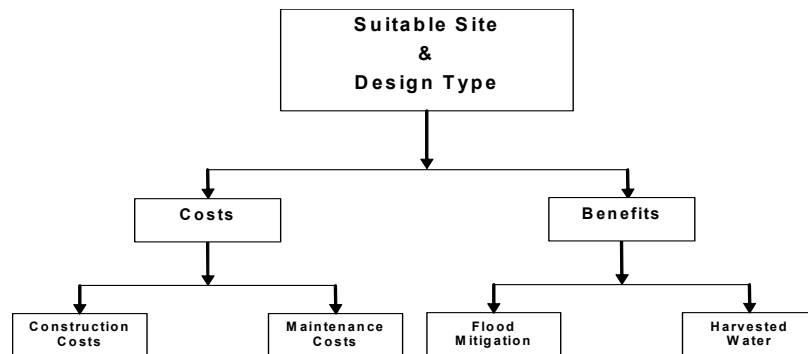 Suitable Site
&
Design Type
Costs
Benefits
Construction
Costs
Maintenance
Costs
Flood
Mitigation
Harvested
Water